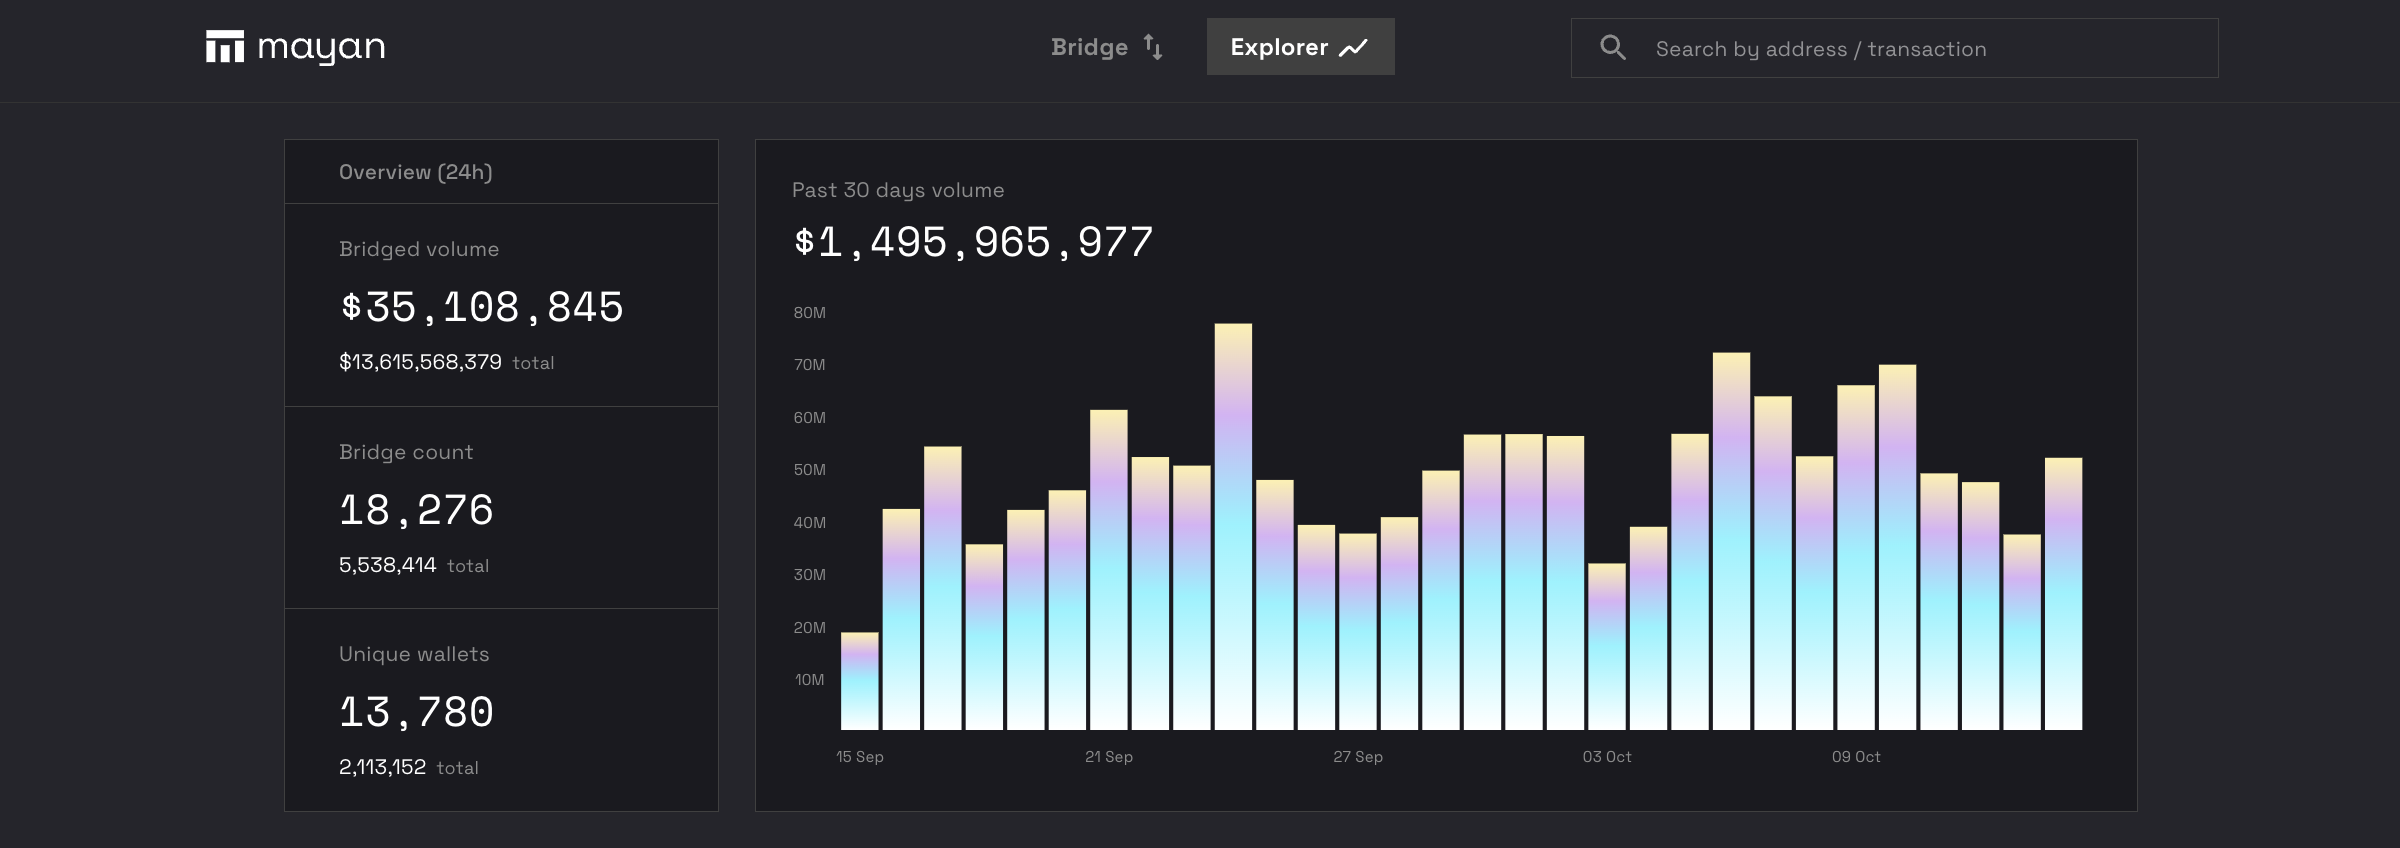 mayan
Bridge
Explorer
Search by address / transaction
Overview (24h)
Bridged volume
$35,108,845
$13,615,568,379 total
Bridge count
18,276
5,538,414 total
Unique wallets
13,780
2,113,152 total
Past 30 days volume
$1,495,965,977
80M
70M
60M
50M
40M
30M
20M
10M
15 Sep 21 Sep 27 Sep 03 Oct 09 Oct